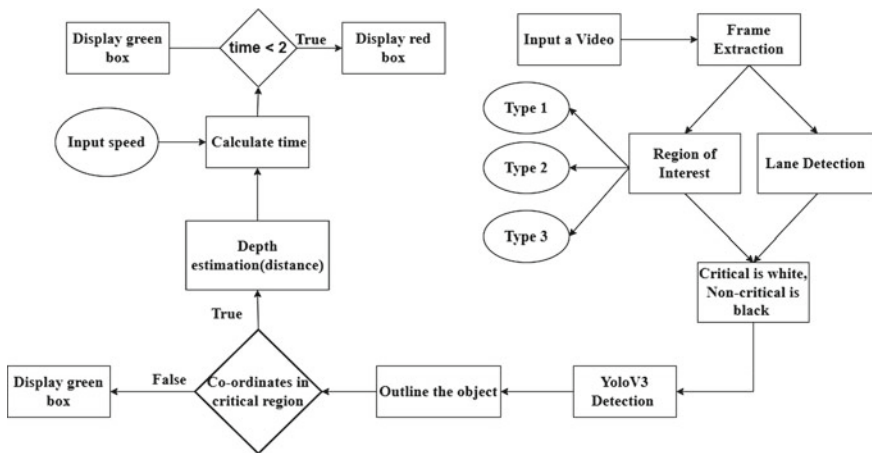 Display green
box
time < 2
True
Display red
box
Input a Video
Frame
Extraction
Input speed
Calculate time
Type 1
Type 2
Type 3
Region of
Interest
Lane Detection
Depth
estimation(distance)
Critical is white,
Non-critical is
black
True
False
Display green
box
Co-ordinates in
critical region
Outline the object
YoloV3
Detection